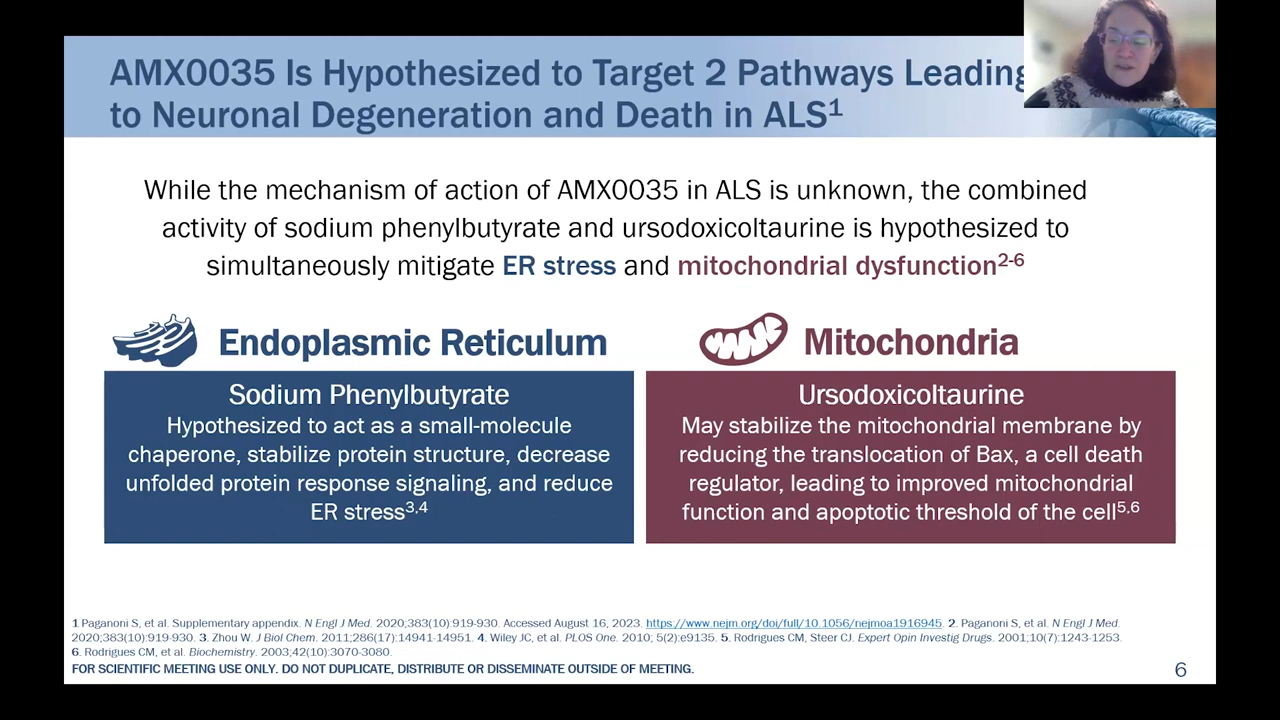 AMX0035 Is Hypothesized to Target 2 Pathways Leading
to Neuronal Degeneration and Death in ALS1
While the mechanism of action of AMX0035 in ALS is unknown, the combined
activity of sodium phenylbutyrate and ursodoxicoltaurine is hypothesized to
simultaneously mitigate ER stress and mitochondrial dysfunction2-6
Endoplasmic Reticulum
Sodium Phenylbutyrate
Hypothesized to act as a small-molecule
chaperone, stabilize protein structure, decrease
unfolded protein response signaling, and reduce
ER stress3,4
Mitochondria
Ursodoxicoltaurine
May stabilize the mitochondrial membrane by
reducing the translocation of Bax, a cell death
regulator, leading to improved mitochondrial
function and apoptotic threshold of the cell5,6
1 Paganoni S, et al. Supplementary appendix. N Engl J Med. 2020;383(10):919-930. Accessed August 16, 2023. https://www.nejm.org/doi/full/10.1056/nejmoa1916945. 2. Paganoni S, et al. N Engl J Med.
2020;383(10):919-930. 3. Zhou W. J Biol Chem. 2011;286(17):14941-14951. 4. Wiley JC, et al. PLOS One. 2010; 5(2):e9135. 5. Rodrigues CM, Steer CJ. Expert Opin Investig Drugs. 2001;10(7):1243-1253.
6. Rodrigues CM, et al. Biochemistry. 2003;42(10):3070-3080.
FOR SCIENTIFIC MEETING USE ONLY. DO NOT DUPLICATE, DISTRIBUTE OR DISSEMINATE OUTSIDE OF MEETING.
6